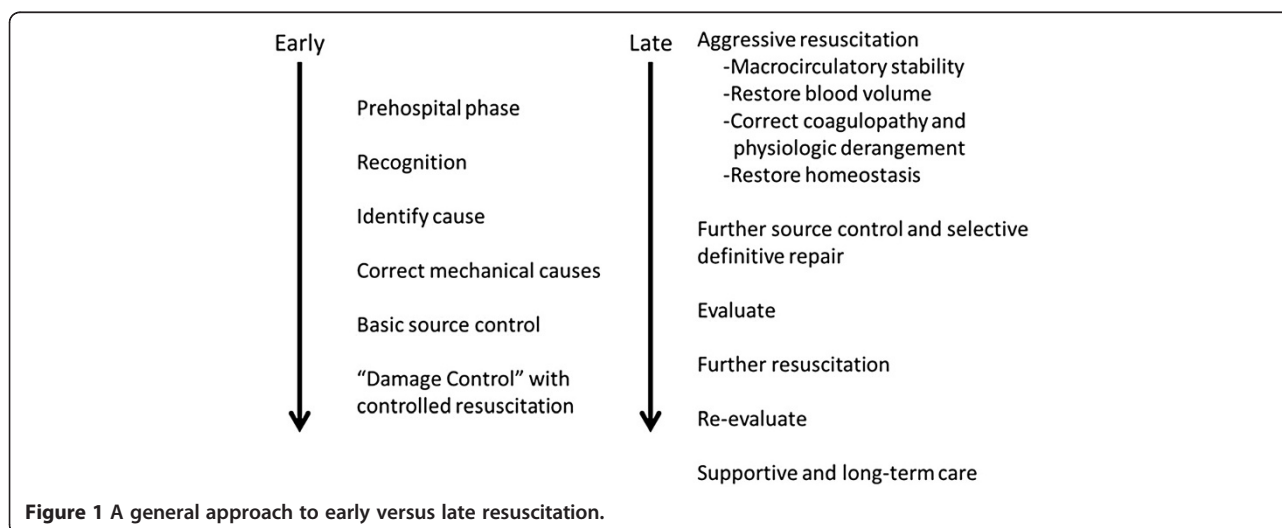 Early
Prehospital phase
Recognition
Identify cause
Correct mechanical causes
Basic source control
“Damage Control” with
controlled resuscitation
Late
Aggressive resuscitation
-Macrocirculatory stability
-Restore blood volume
-Correct coagulopathy and
physiologic derangement
-Restore homeostasis
Further source control and selective
definitive repair
Evaluate
Further resuscitation
Re-evaluate
Supportive and long-term care
Figure 1 A general approach to early versus late resuscitation.